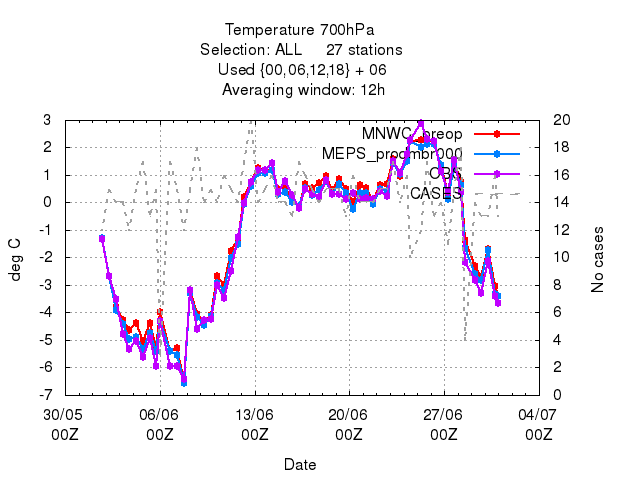 Temperature 700hPa
Selection: ALL 27 stations
Used {00,06,12,18} + 06
Averaging window: 12h
MNWC_preop
MEPS_prodmbr000
OBS
CASES
deg C
No cases
3
2
1
0
-1
-2
-3
-4
-5
-6
-7
20
18
16
14
12
10
8
6
4
2
0
30/05 06/06 13/06 20/06 27/06 04/07
00Z 00Z 00Z 00Z 00Z 00Z
Date